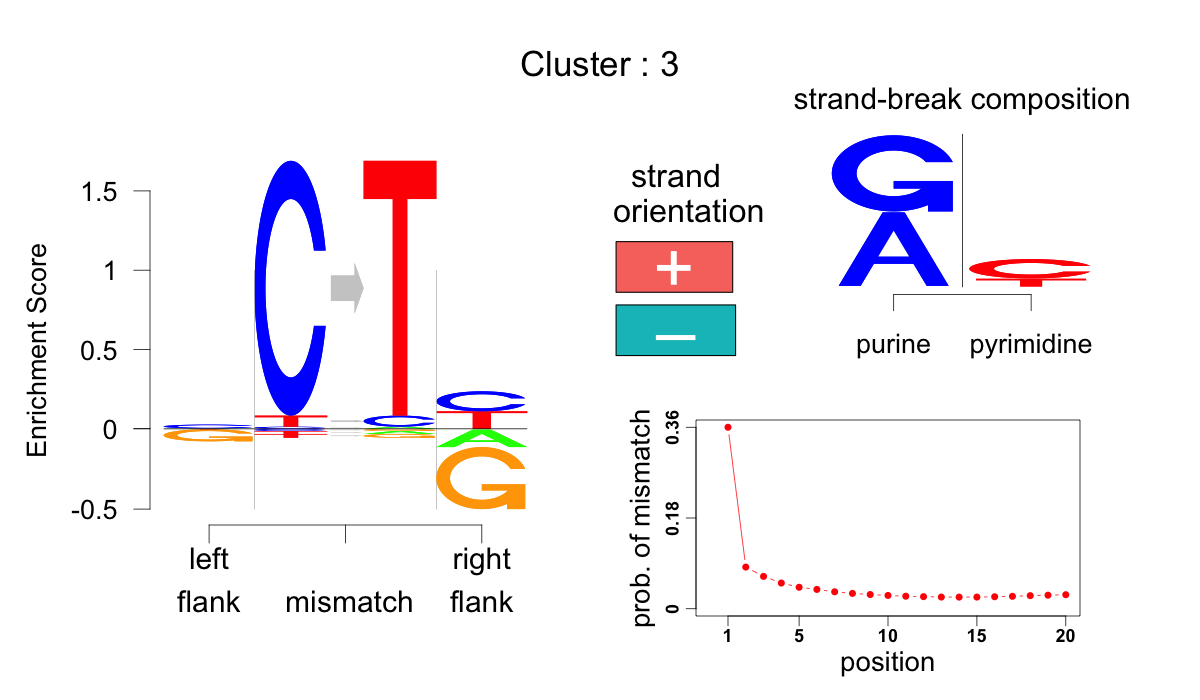 Cluster : 3
strand-break composition
G
A
C
T
purine
pyrimidine
strand
orientation
+
−
Enrichment Score
1.5
1
0.5
0
-0.5
G
C
T
T
C
C
T
A
G
left
flank
mismatch
right
flank
prob. of mismatch
0.36
0.18
0
1
5
10
15
20
position